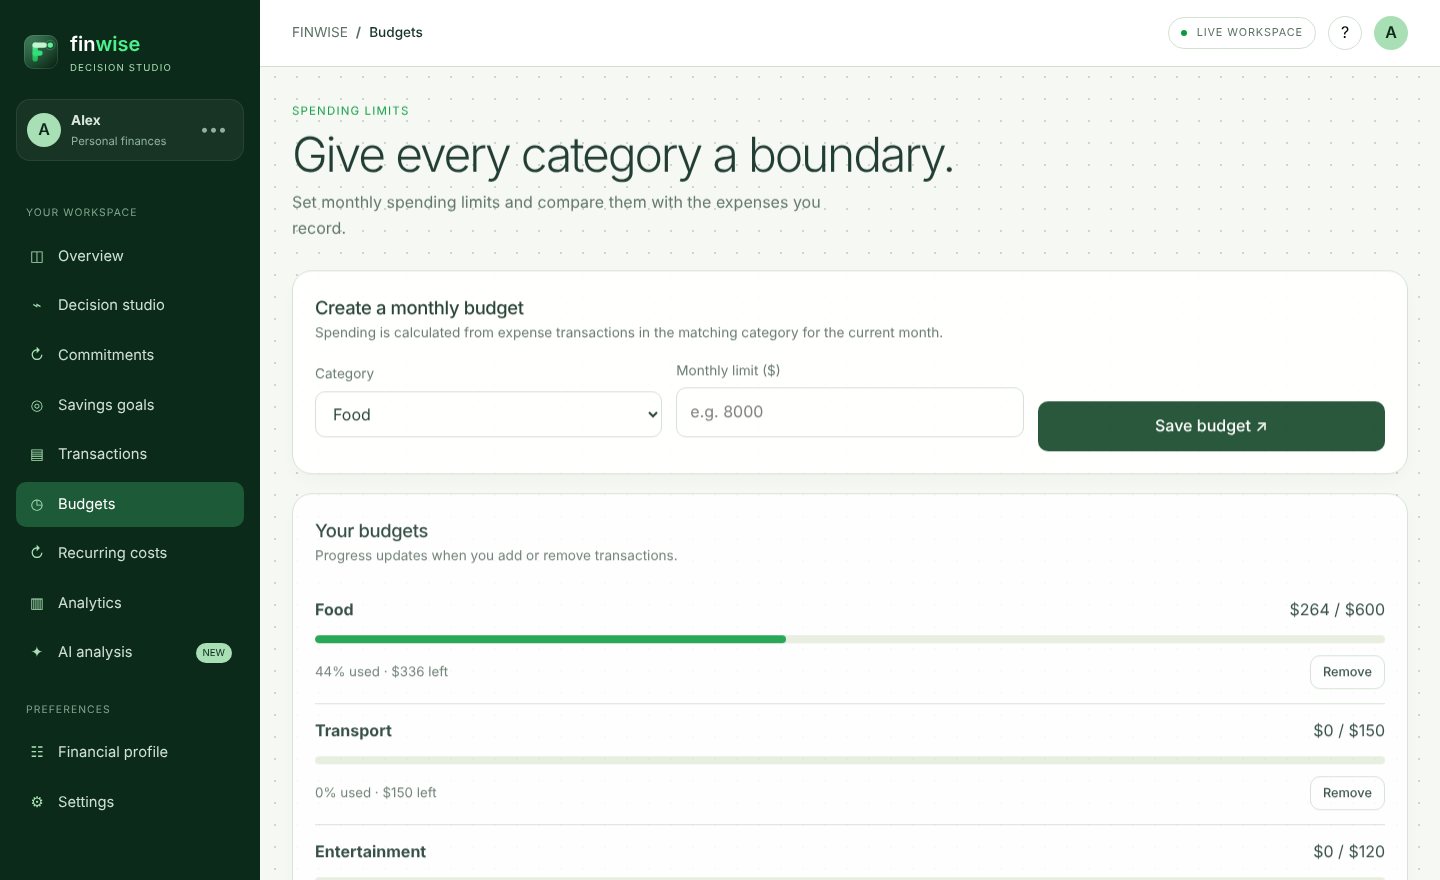 finwise
DECISION STUDIO
A
Alex
Personal finances
YOUR WORKSPACE
Overview
Decision studio
Commitments
Savings goals
Transactions
Budgets
Recurring costs
Analytics
AI analysis NEW
PREFERENCES
Financial profile
Settings
FINWISE / Budgets
LIVE WORKSPACE
?
A
SPENDING LIMITS
Give every category a boundary.
Set monthly spending limits and compare them with the expenses you
record.
Create a monthly budget
Spending is calculated from expense transactions in the matching category for the current month.
Category
Food
Monthly limit ($)
e.g. 8000
Save budget ↗
Your budgets
Progress updates when you add or remove transactions.
Food $264 / $600
44% used · $336 left Remove
Transport $0 / $150
0% used · $150 left Remove
Entertainment $0 / $120